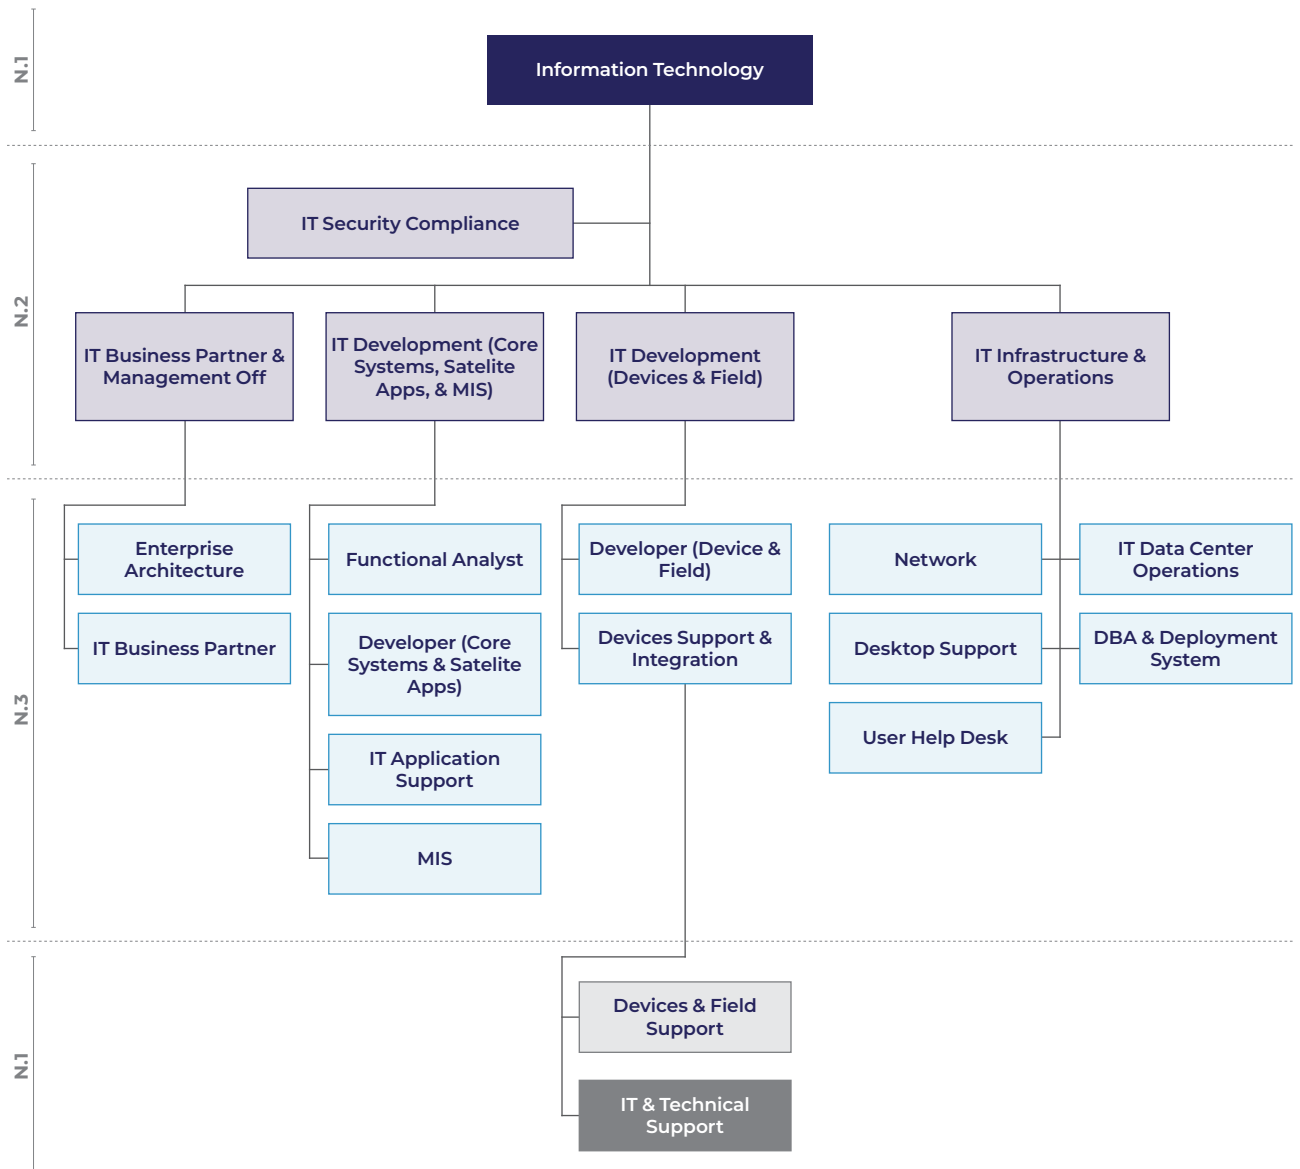 N.1
Information Technology
N.2
IT Security Compliance
IT Business Partner &
Management Off
IT Development (Core
Systems, Satelite
Apps, & MIS)
IT Development
(Devices & Field)
IT Infrastructure &
Operations
N.3
Enterprise
Architecture
IT Business Partner
Functional Analyst
Developer (Core
Systems & Satelite
Apps)
IT Application
Support
MIS
Developer (Device &
Field)
Devices Support &
Integration
Network
Desktop Support
User Help Desk
IT Data Center
Operations
DBA & Deployment
System
N.1
Devices & Field
Support
IT & Technical
Support